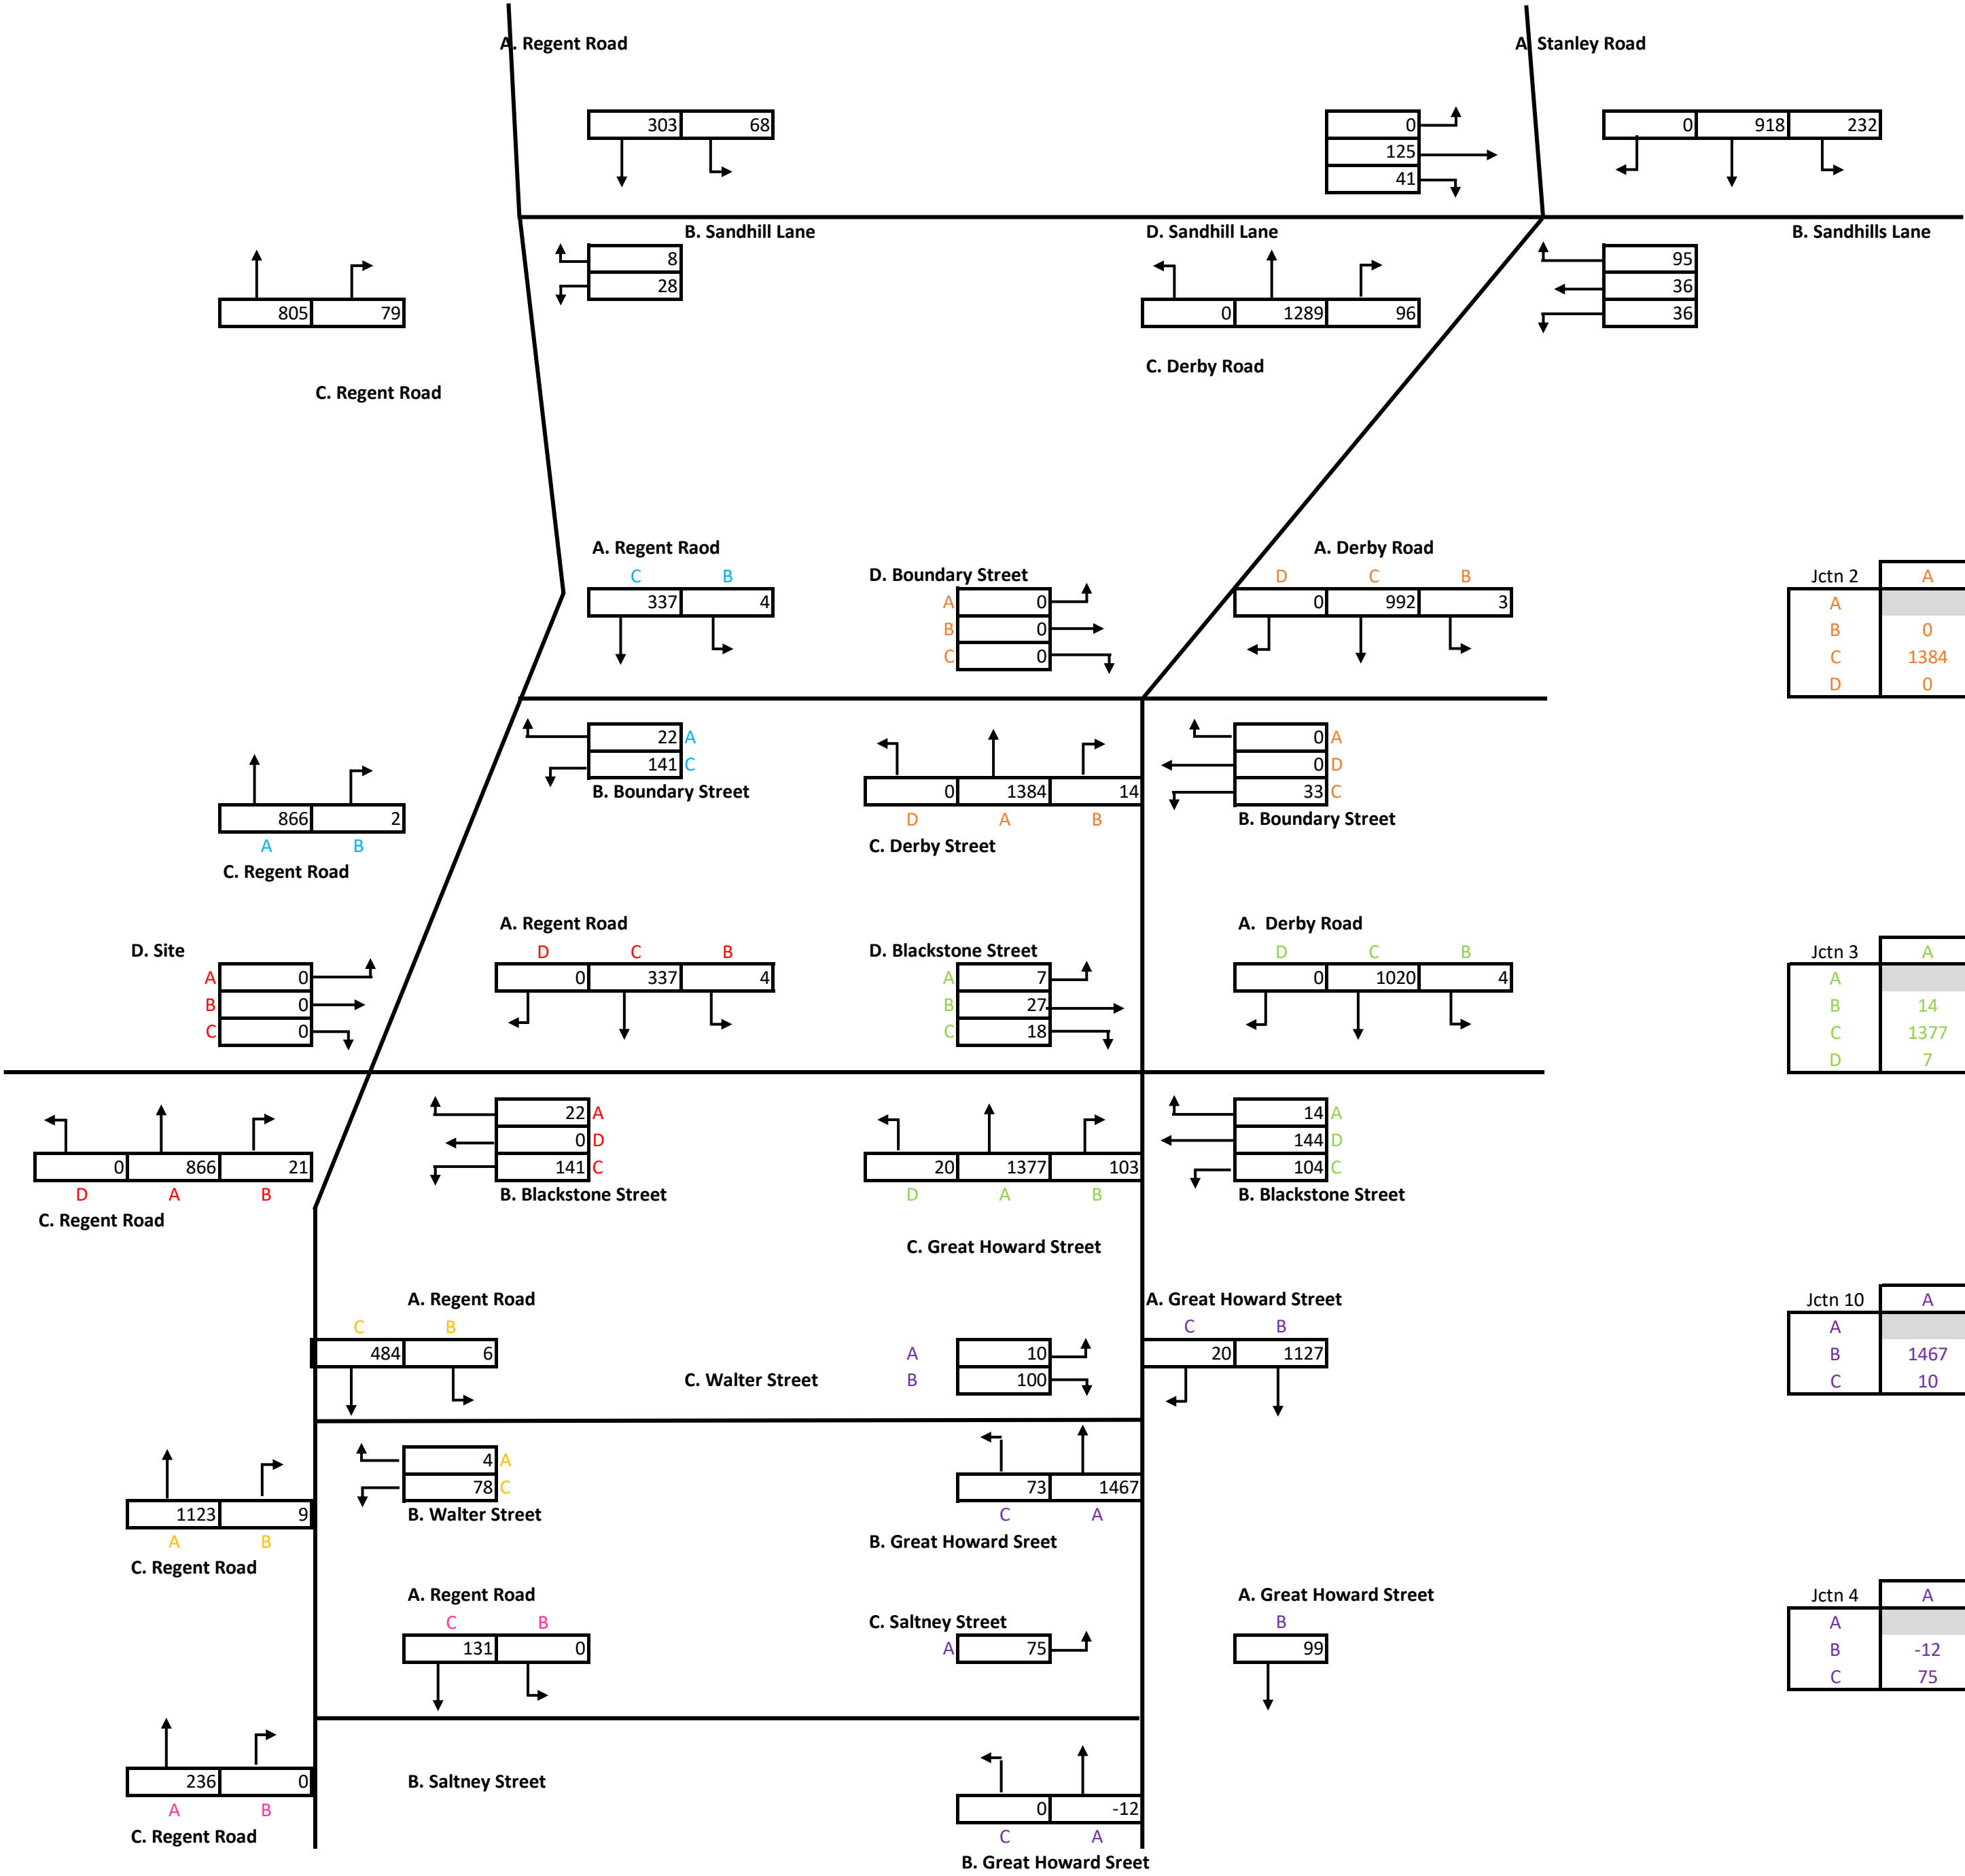 A. Regent Road
A. Stanley Road
303 68
0
125
41
0 918 232
B. Sandhill Lane
D. Sandhill Lane
B. Sandhills Lane
8
28
95
36
36
805 79
0 1289 96
C. Derby Road
C. Regent Road
A. Regent Raod
C B
337 4
D. Boundary Street
A 0
B 0
C 0
A. Derby Road
D C B
0 992 3
Jctn 2 A
A
B 0
C 1384
D 0
22 A
141 C
B. Boundary Street
0 1384 14
D A B
C. Derby Street
0 A
0 D
33 C
B. Boundary Street
866 2
A B
C. Regent Road
D. Site
A 0
B 0
C 0
A. Regent Road
D C B
0 337 4
D. Blackstone Street
A 7
B 27
C 18
A. Derby Road
D C B
0 1020 4
Jctn 3 A
A
B 14
C 1377
D 7
0 866 21
D A B
C. Regent Road
22 A
0 D
141 C
B. Blackstone Street
20 1377 103
D A B
C. Great Howard Street
14 A
144 D
104 C
B. Blackstone Street
A. Regent Road
C B
484 6
C. Walter Street
A 10
B 100
A. Great Howard Street
C B
20 1127
Jctn 10 A
A
B 1467
C 10
4 A
78 C
B. Walter Street
73 1467
C A
B. Great Howard Sreet
1123 9
A B
C. Regent Road
A. Regent Road
C B
131 0
C. Saltney Street
A 75
A. Great Howard Street
B
99
Jctn 4 A
A
B -12
C 75
236 0
A B
C. Regent Road
B. Saltney Street
0 -12
C A
B. Great Howard Sreet